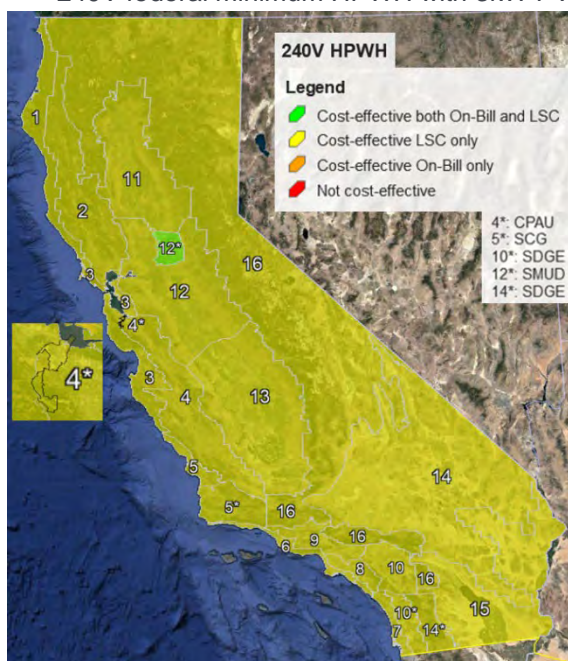 240V HPWH
Legend
Cost-effective both On-Bill and LSC
Cost-effective LSC only
Cost-effective On-Bill only
Not cost-effective
4*: CPAU
5*: SCG
10*: SDGE
12*: SMUD
14*: SDGE
1
11
2
12*
16
3
12
3
4*
4*
3
4
13
5
14
5*
16
6
9
16
8
10
16
10*
15
7
14*